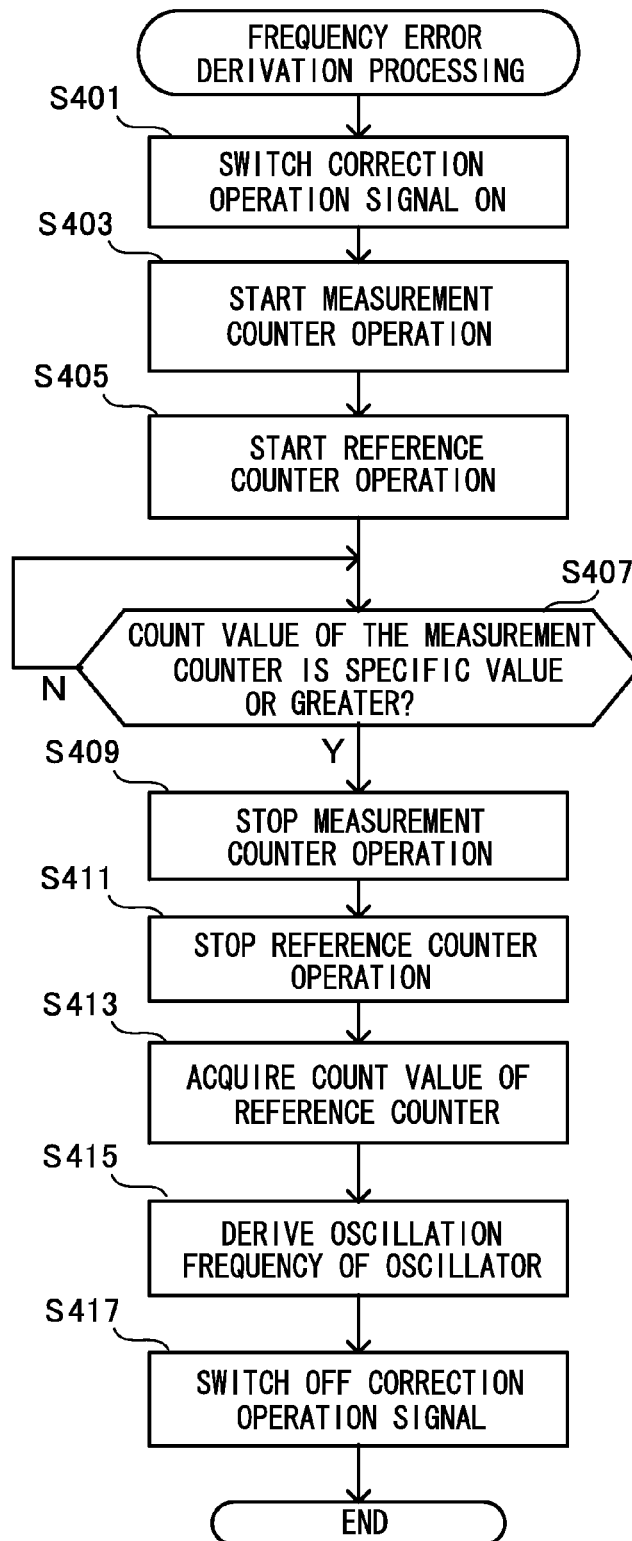 FREQUENCY ERROR
DERIVATION PROCESSING
S401
SWITCH CORRECTION
OPERATION SIGNAL ON
S403
START MEASUREMENT
COUNTER OPERATION
S405
START REFERENCE
COUNTER OPERATION
S407
COUNT VALUE OF THE MEASUREMENT
COUNTER IS SPECIFIC VALUE
OR GREATER?
N
Y
S409
STOP MEASUREMENT
COUNTER OPERATION
S411
STOP REFERENCE COUNTER
OPERATION
S413
ACQUIRE COUNT VALUE OF
REFERENCE COUNTER
S415
DERIVE OSCILLATION
FREQUENCY OF OSCILLATOR
S417
SWITCH OFF CORRECTION
OPERATION SIGNAL
END